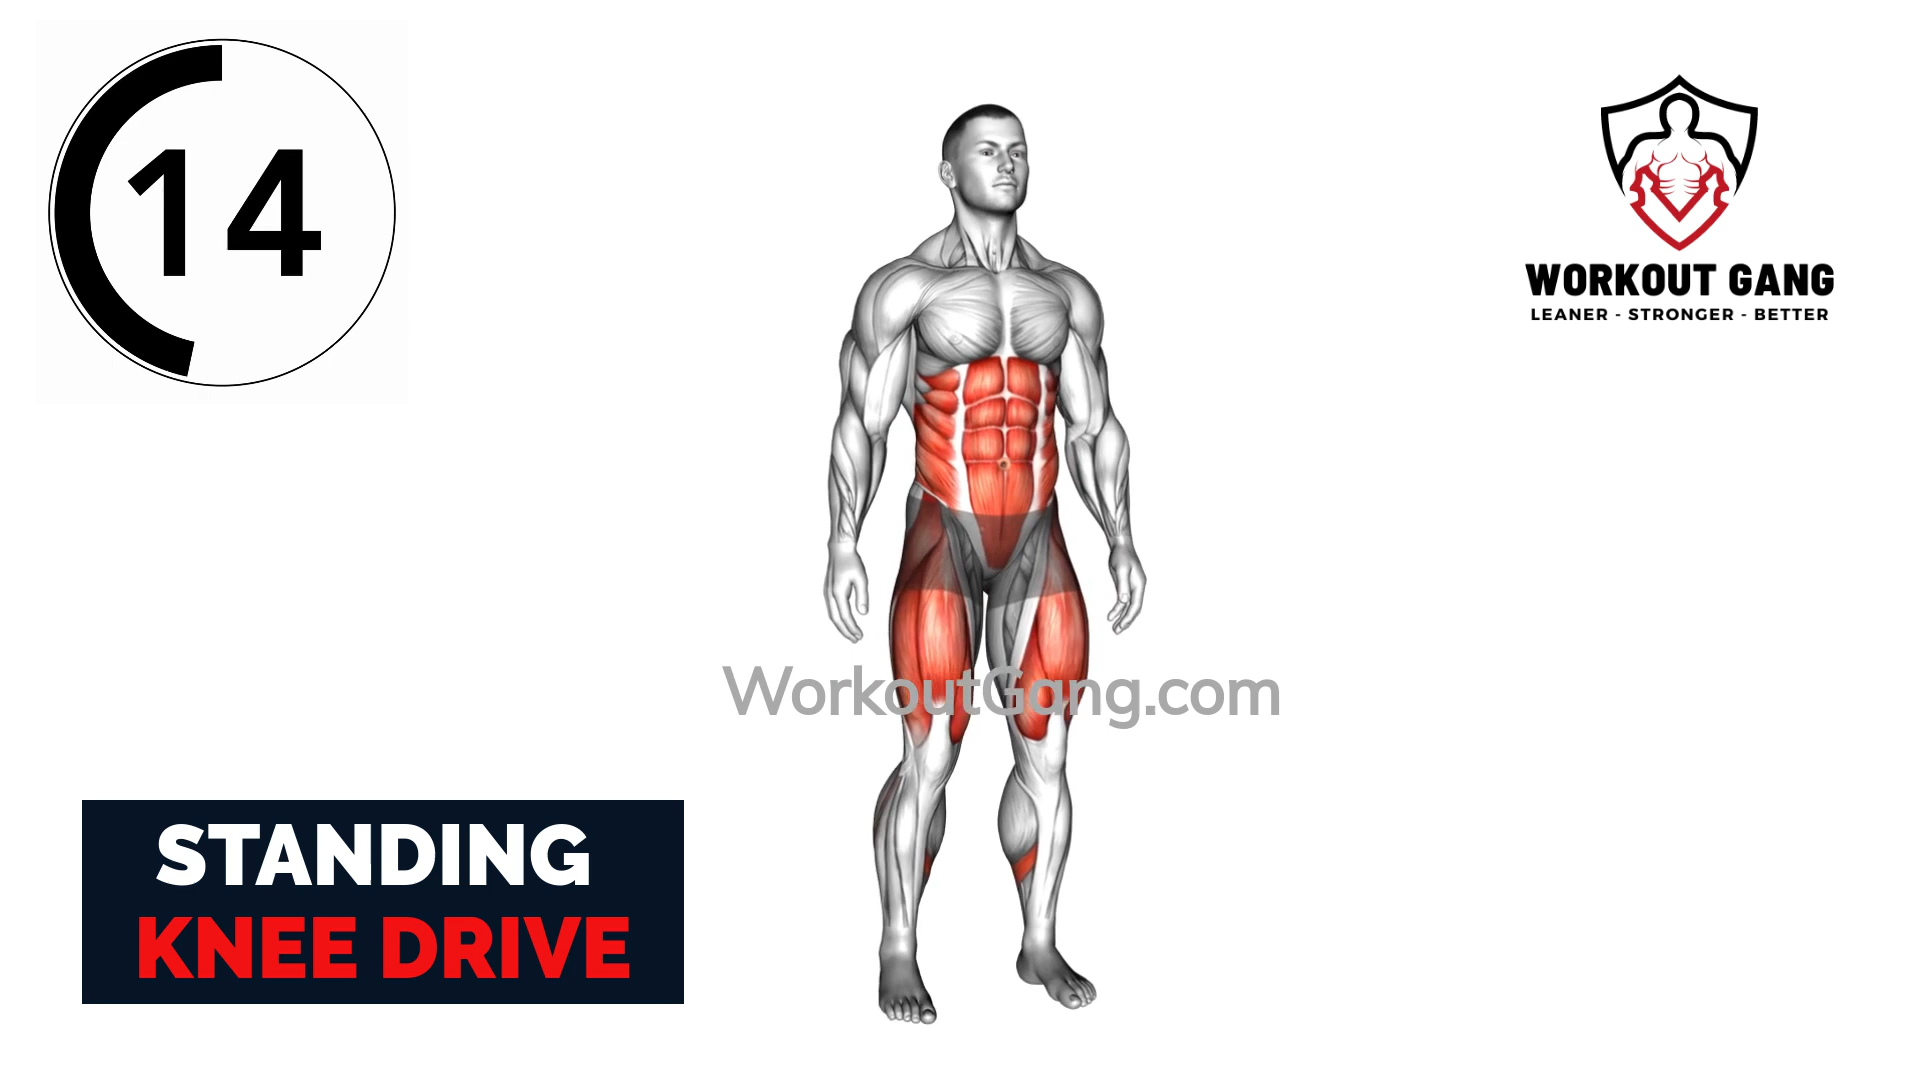 14
WORKOUT GANG
LEANER - STRONGER - BETTER
WorkoutGang.com
STANDING
KNEE DRIVE